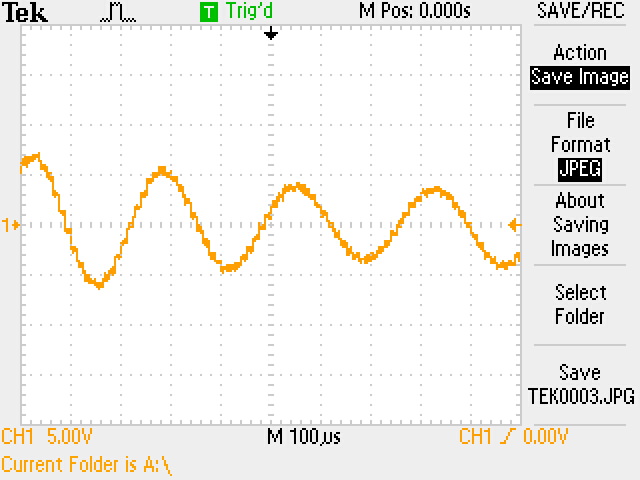 Tek T Trig'd M Pos: 0.000s SAVE/REC
Action
Save Image
File
Format
JPEG
About
Saving
Images
Select
Folder
Save
TEK0003.JPG
1
CH1 5.00V M 100µs CH1 0.00V
Current Folder is A:\